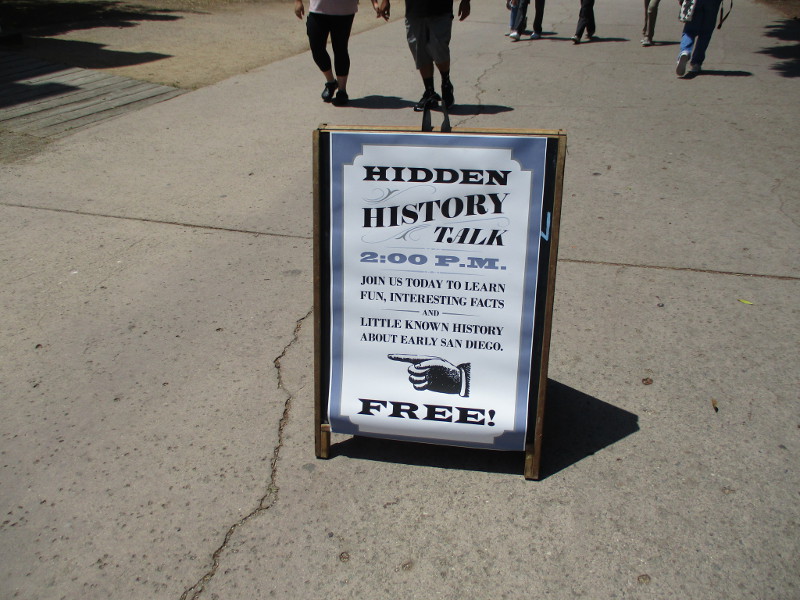 HIDDEN
HISTORY
TALK
2:00 P.M.
JOIN US TODAY TO LEARN
FUN, INTERESTING FACTS
AND
LITTLE KNOWN HISTORY
ABOUT EARLY SAN DIEGO.
FREE!